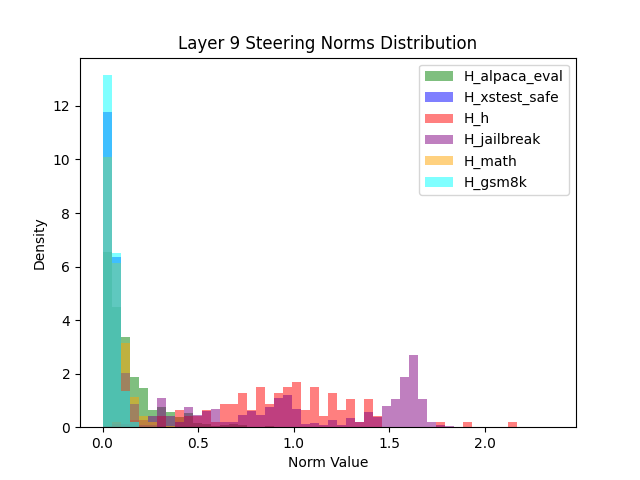 Layer 9 Steering Norms Distribution
H_alpaca_eval
H_xstest_safe
H_h
H_jailbreak
H_math
H_gsm8k
Density
12
10
8
6
4
2
0
0.0 0.5 1.0 1.5 2.0
Norm Value